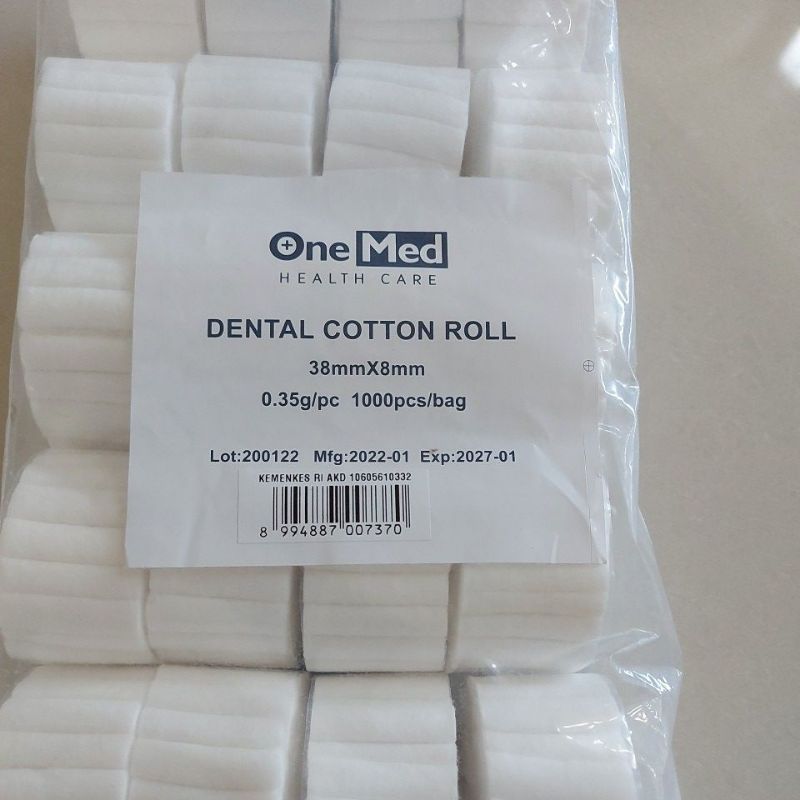 One Med
HEALTH CARE
DENTAL COTTON ROLL
38mmX8mm
0.35g/pc 1000pcs/bag
Lot:200122 Mfg:2022-01 Exp:2027-01
KEMENKES RI AKD 10605610332
8 994887 007370